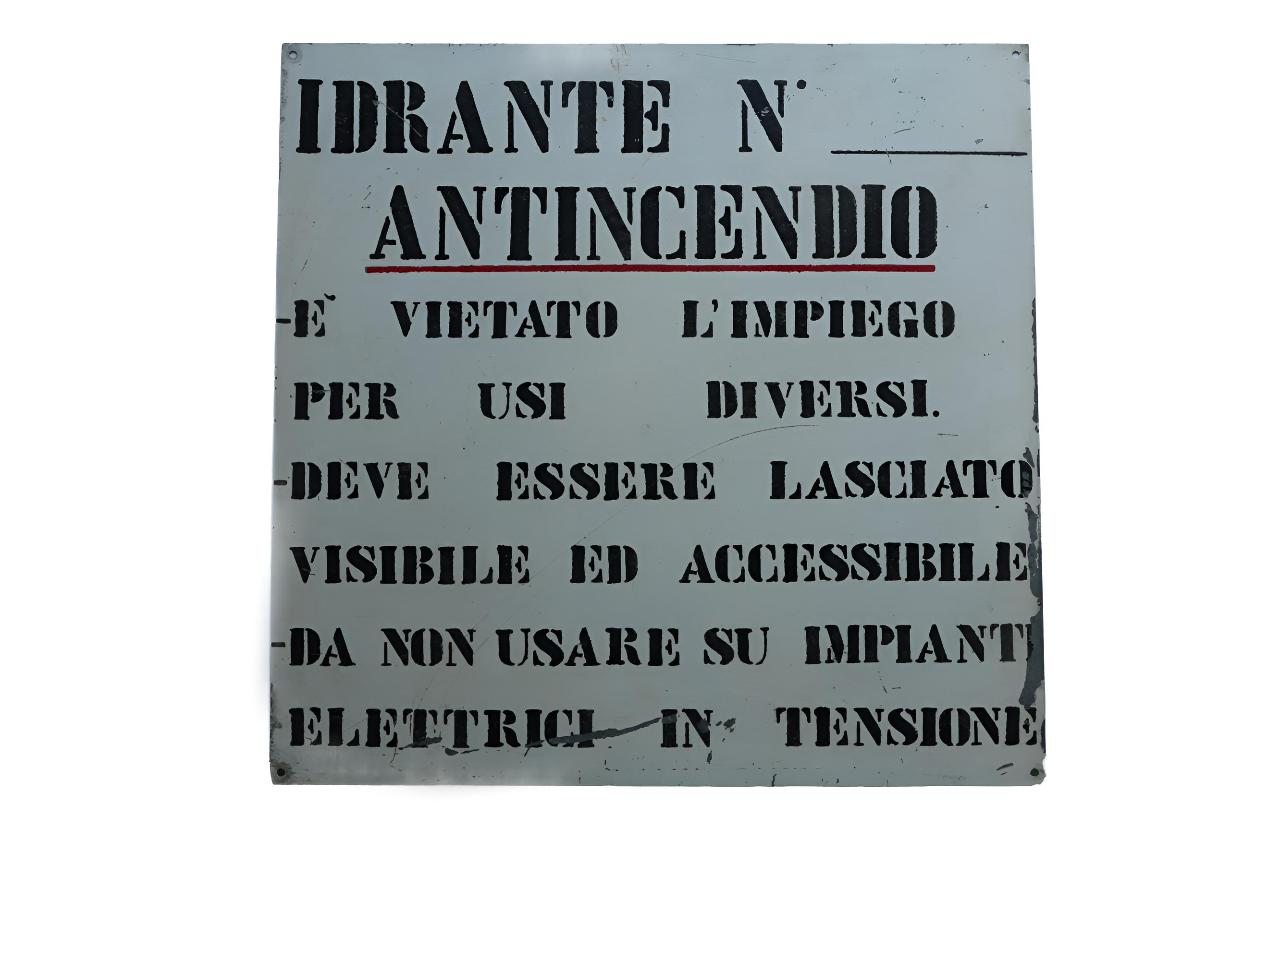 IDRANTE N° ______
ANTINCENDIO
-È VIETATO L'IMPIEGO
PER USI DIVERSI.
-DEVE ESSERE LASCIATO
VISIBILE ED ACCESSIBILE
-DA NON USARE SU IMPIANTI
ELETTRICI IN TENSIONE